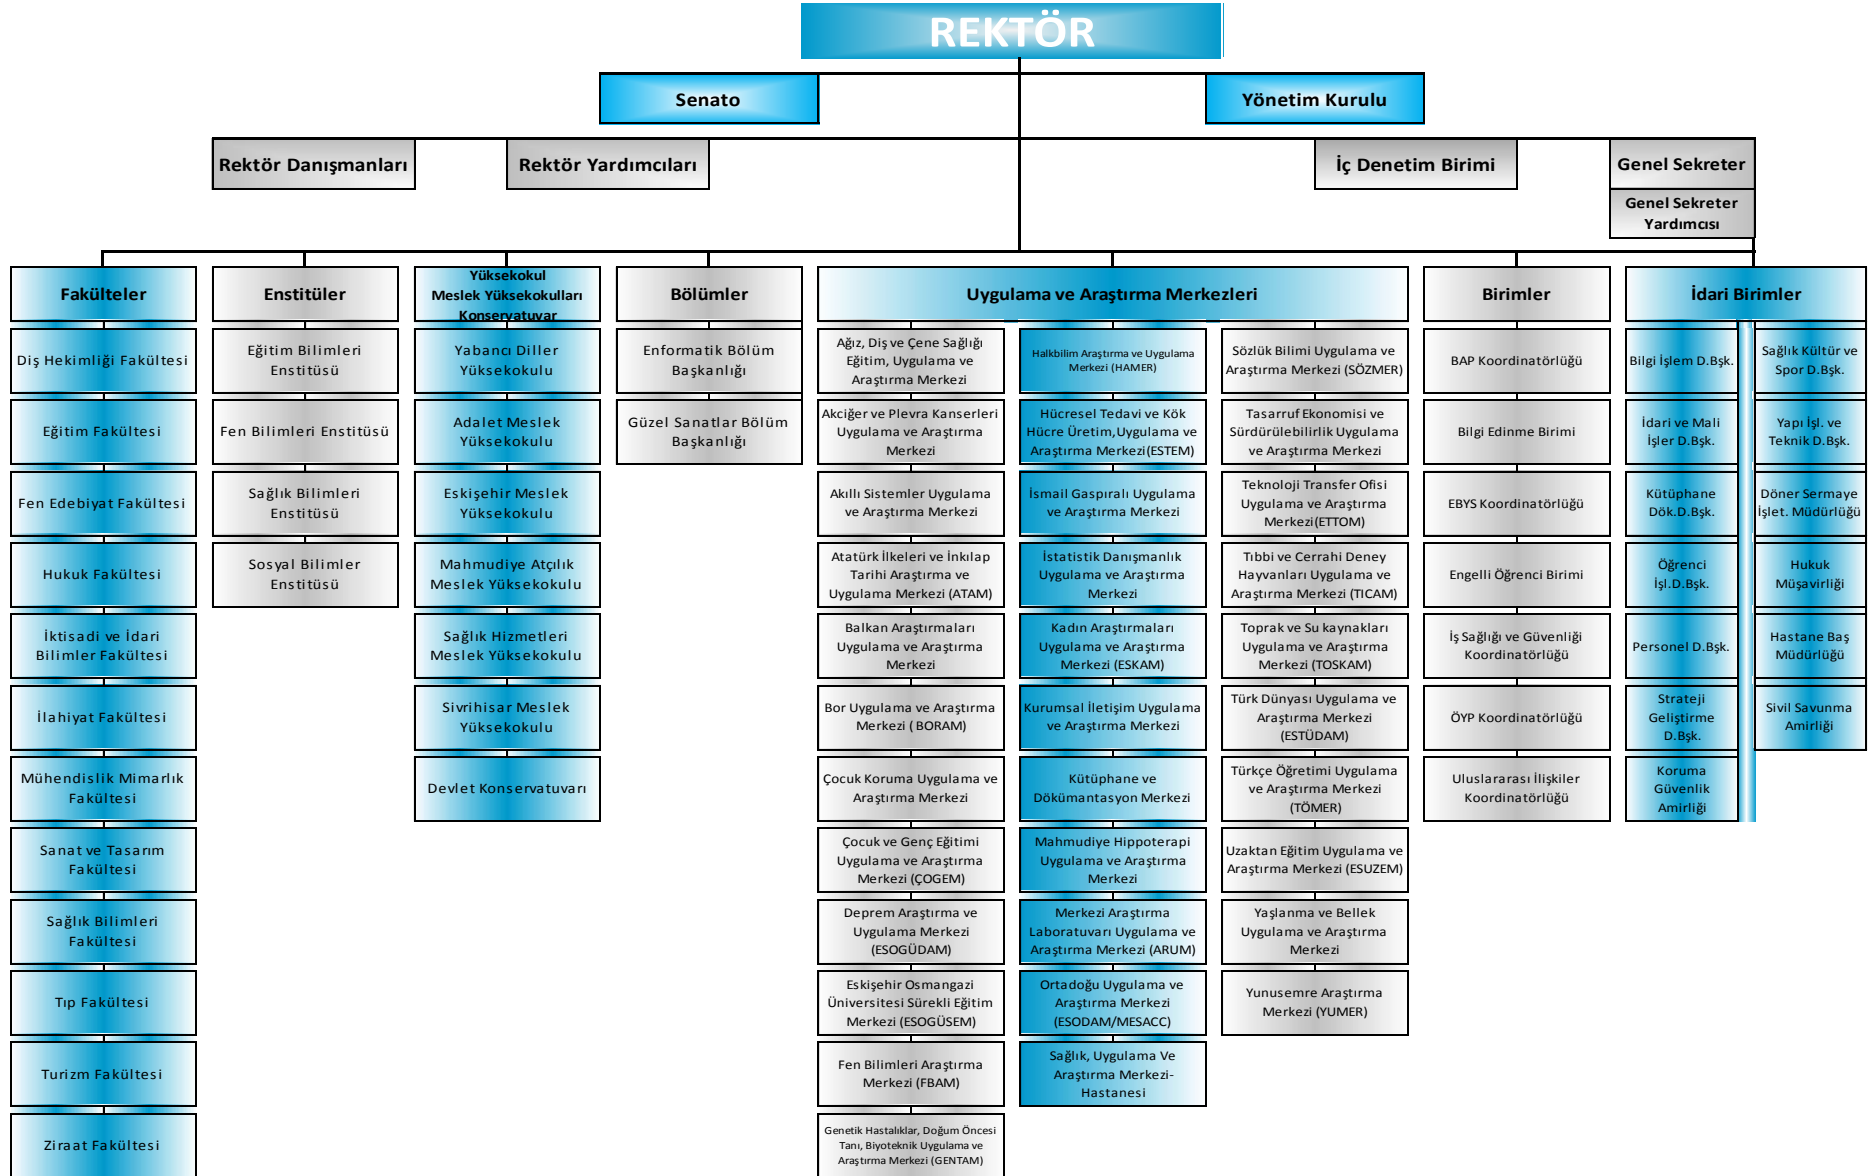 REKTÖR
Senato
Yönetim Kurulu
Rektör Danışmanları
Rektör Yardımcıları
İç Denetim Birimi
Genel Sekreter
Genel Sekreter
Yardımcısı
Fakülteler
Diş Hekimliği Fakültesi
Eğitim Fakültesi
Fen Edebiyat Fakültesi
Hukuk Fakültesi
İktisadi ve İdari
Bilimler Fakültesi
İlahiyat Fakültesi
Mühendislik Mimarlık
Fakültesi
Sanat ve Tasarım
Fakültesi
Sağlık Bilimleri
Fakültesi
Tıp Fakültesi
Turizm Fakültesi
Ziraat Fakültesi
Enstitüler
Eğitim Bilimleri
Enstitüsü
Fen Bilimleri Enstitüsü
Sağlık Bilimleri
Enstitüsü
Sosyal Bilimler
Enstitüsü
Yüksekokul
Meslek Yüksekokulları
Konservatuvar
Yabancı Diller
Yüksekokulu
Adalet Meslek
Yüksekokulu
Eskişehir Meslek
Yüksekokulu
Mahmudiye Atçılık
Meslek Yüksekokulu
Sağlık Hizmetleri
Meslek Yüksekokulu
Sivrihisar Meslek
Yüksekokulu
Devlet Konservatuvarı
Bölümler
Enformatik Bölüm
Başkanlığı
Güzel Sanatlar Bölüm
Başkanlığı
Uygulama ve Araştırma Merkezleri
Ağız, Diş ve Çene Sağlığı
Eğitim, Uygulama ve
Araştırma Merkezi
Akciğer ve Plevra Kanserleri
Uygulama ve Araştırma
Merkezi
Akıllı Sistemler Uygulama
ve Araştırma Merkezi
Atatürk İlkeleri ve İnkılap
Tarihi Araştırma ve
Uygulama Merkezi (ATAM)
Balkan Araştırmaları
Uygulama ve Araştırma
Merkezi
Bor Uygulama ve Araştırma
Merkezi ( BORAM)
Çocuk Koruma Uygulama ve
Araştırma Merkezi
Çocuk ve Genç Eğitimi
Uygulama ve Araştırma
Merkezi (ÇOGEM)
Deprem Araştırma ve
Uygulama Merkezi
(ESOGÜDAM)
Eskişehir Osmangazi
Üniversitesi Sürekli Eğitim
Merkezi (ESOGÜSEM)
Fen Bilimleri Araştırma
Merkezi (FBAM)
Genetik Hastalıklar, Doğum Öncesi
Tanı, Biyoteknik Uygulama ve
Araştırma Merkezi (GENTAM)
Halkbilim Araştırma ve Uygulama
Merkezi (HAMER)
Hücresel Tedavi ve Kök
Hücre Üretim,Uygulama ve
Araştırma Merkezi(ESTEM)
İsmail Gaspıralı Uygulama
ve Araştırma Merkezi
İstatistik Danışmanlık
Uygulama ve Araştırma
Merkezi
Kadın Araştırmaları
Uygulama ve Araştırma
Merkezi (ESKAM)
Kurumsal İletişim Uygulama
ve Araştırma Merkezi
Kütüphane ve
Dökümantasyon Merkezi
Mahmudiye Hippoterapi
Uygulama ve Araştırma
Merkezi
Merkezi Araştırma
Laboratuvarı Uygulama ve
Araştırma Merkezi (ARUM)
Ortadoğu Uygulama ve
Araştırma Merkezi
(ESODAM/MESACC)
Sağlık, Uygulama Ve
Araştırma Merkezi-
Hastanesi
Sözlük Bilimi Uygulama ve
Araştırma Merkezi (SÖZMER)
Tasarruf Ekonomisi ve
Sürdürülebilirlik Uygulama
ve Araştırma Merkezi
Teknoloji Transfer Ofisi
Uygulama ve Araştırma
Merkezi(ETTOM)
Tıbbi ve Cerrahi Deney
Hayvanları Uygulama ve
Araştırma Merkezi (TICAM)
Toprak ve Su kaynakları
Uygulama ve Araştırma
Merkezi (TOSKAM)
Türk Dünyası Uygulama ve
Araştırma Merkezi
(ESTÜDAM)
Türkçe Öğretimi Uygulama
ve Araştırma Merkezi
(TÖMER)
Uzaktan Eğitim Uygulama ve
Araştırma Merkezi (ESUZEM)
Yaşlanma ve Bellek
Uygulama ve Araştırma
Merkezi
Yunusemre Araştırma
Merkezi (YUMER)
Birimler
BAP Koordinatörlüğü
Bilgi Edinme Birimi
EBYS Koordinatörlüğü
Engelli Öğrenci Birimi
İş Sağlığı ve Güvenliği
Koordinatörlüğü
ÖYP Koordinatörlüğü
Uluslararası İlişkiler
Koordinatörlüğü
İdari Birimler
Bilgi İşlem D.Bşk.
İdari ve Mali
İşler D.Bşk.
Kütüphane
Dök.D.Bşk.
Öğrenci
İşl.D.Bşk.
Personel D.Bşk.
Strateji
Geliştirme
D.Bşk.
Koruma
Güvenlik
Amirliği
Sağlık Kültür ve
Spor D.Bşk.
Yapı İşl. ve
Teknik D.Bşk.
Döner Sermaye
İşlet. Müdürlüğü
Hukuk
Müşavirliği
Hastane Baş
Müdürlüğü
Sivil Savunma
Amirliği